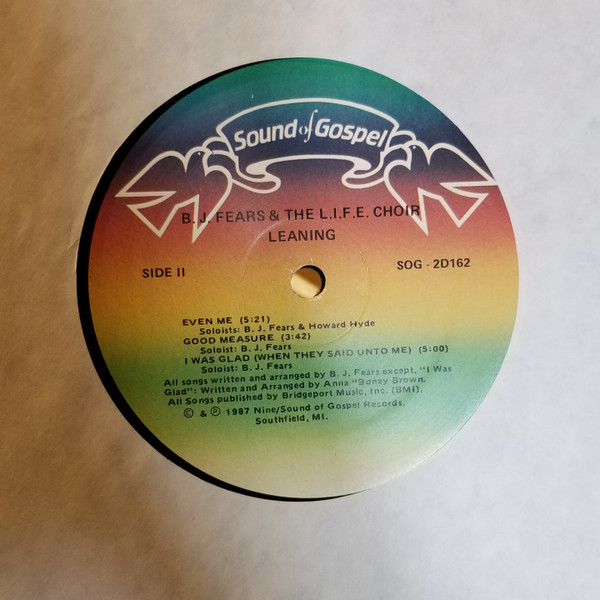 Sound of Gospel
B. J. FEARS & THE L.I.F.E. CHOIR
LEANING
SIDE II
SOG - 2D162
EVEN ME (5:21)
Soloists: B. J. Fears & Howard Hyde
GOOD MEASURE (3:42)
Soloist: B. J. Fears
I WAS GLAD (WHEN THEY SAID UNTO ME) (5:00)
Soloist: B. J. Fears
All songs written and arranged by B. J. Fears except, "I Was
Glad": Written and Arranged by Anna "Boney Brown.
All Songs published by Bridgeport Music, Inc. (BMI).
© & ℗ 1987 Nine/Sound of Gospel Records.
Southfield, MI.